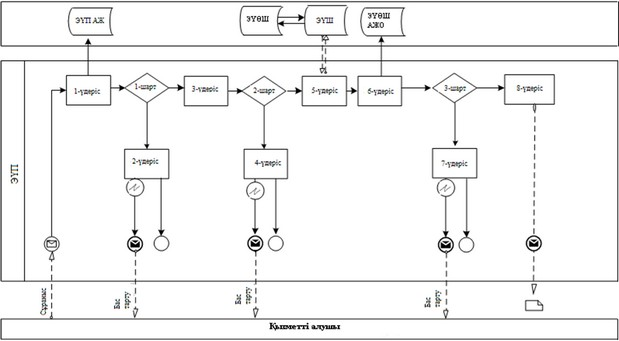 ЭҮП АЖ
ЭҮӨШ
ЭҮШ
ЭҮӨШ
АЖО
ЭҮП
1-үдеріс
1-шарт
3-үдеріс
2-шарт
5-үдеріс
6-үдеріс
3-шарт
8-үдеріс
2-үдеріс
4-үдеріс
7-үдеріс
Сұраныс
Бас
тарту
Бас
тарту
Бас
тарту
Қызметті алушы